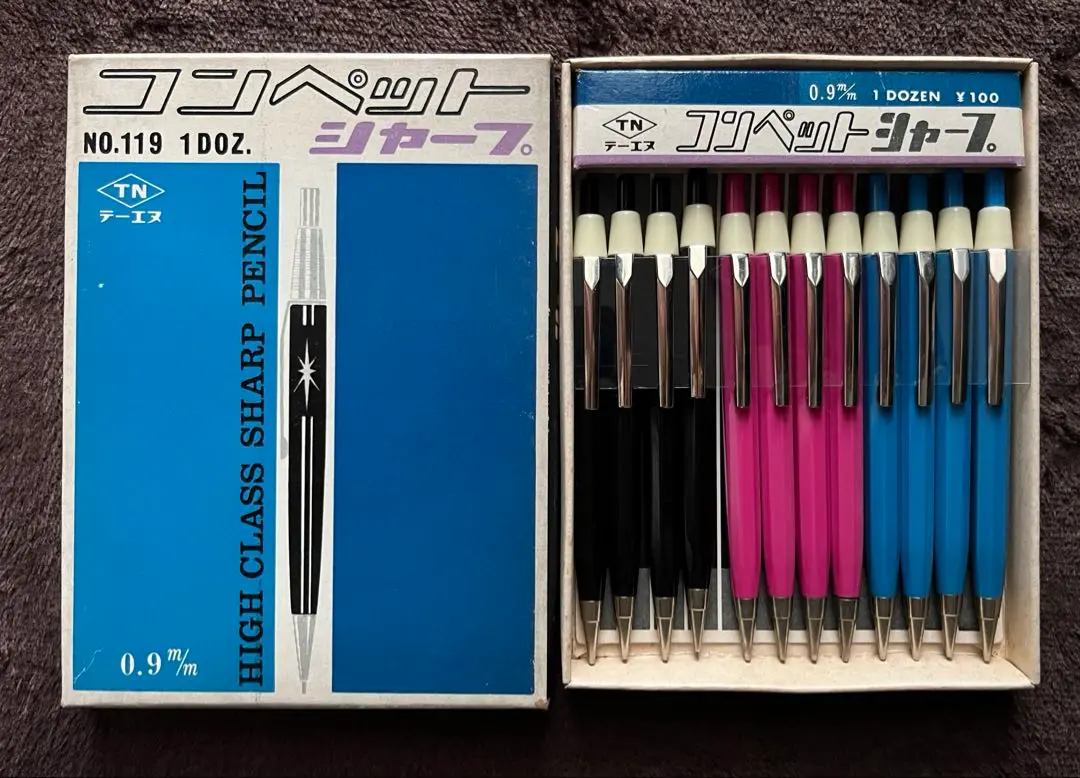 コンペット
シャープ。
NO.119 1DOZ.
TN
テーエヌ
HIGH CLASS SHARP PENCIL
0.9 m/m
0.9m/m 1 DOZEN ¥100
TN
テーエヌ
コンペットシャープ。